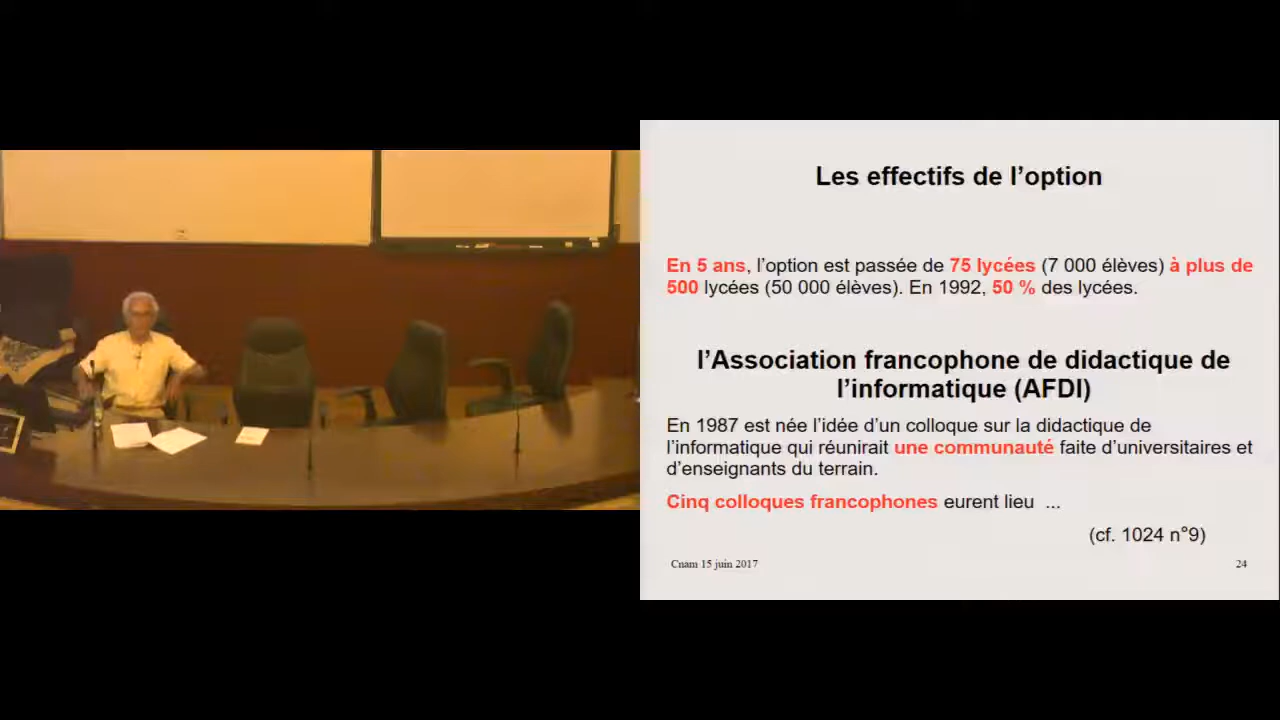 Les effectifs de l’option
En 5 ans, l’option est passée de 75 lycées (7 000 élèves) à plus de
500 lycées (50 000 élèves). En 1992, 50 % des lycées.
l’Association francophone de didactique de
l’informatique (AFDI)
En 1987 est née l’idée d’un colloque sur la didactique de
l’informatique qui réunirait une communauté faite d’universitaires et
d’enseignants du terrain.
Cinq colloques francophones eurent lieu ...
(cf. 1024 n°9)
Cnam 15 juin 2017
24